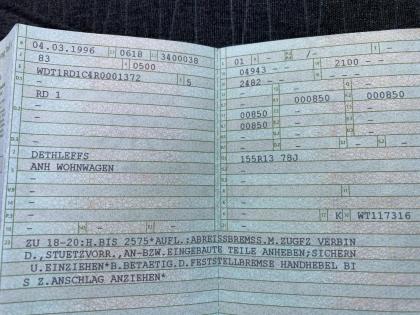 04.03.1996 0618 3400038
83 0500
WDT1RD1C4R0001372 5
RD 1
DETHLEFFS
ANH WOHNWAGEN
01 - - / -
04943 - - 2100 - -
2482 - -
000850 000850
00850 - -
00850 - -
155R13 78J
K WT117316
ZU 18-20:H.BIS 2575*AUFL.:ABREISSBREMSS.M.ZUGFZ VERBIN
D.,STUETZVORR.,AN-BZW.EINGEBAUTE TEILE ANHEBEN;SICHERN
U.EINZIEHEN*B.BETAETIG.D.FESTSTELLBREMSE HANDHEBEL BI
S Z.ANSCHLAG ANZIEHEN*